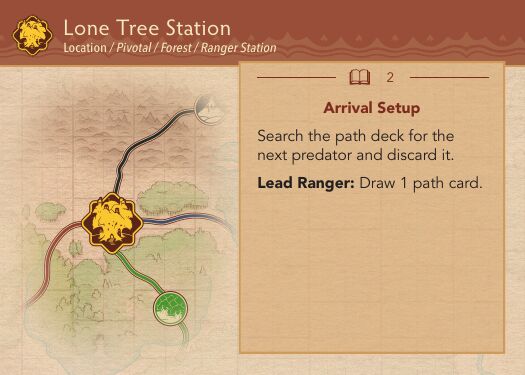 Lone Tree Station
Location / Pivotal / Forest / Ranger Station
2
Arrival Setup
Search the path deck for the
next predator and discard it.
Lead Ranger: Draw 1 path card.